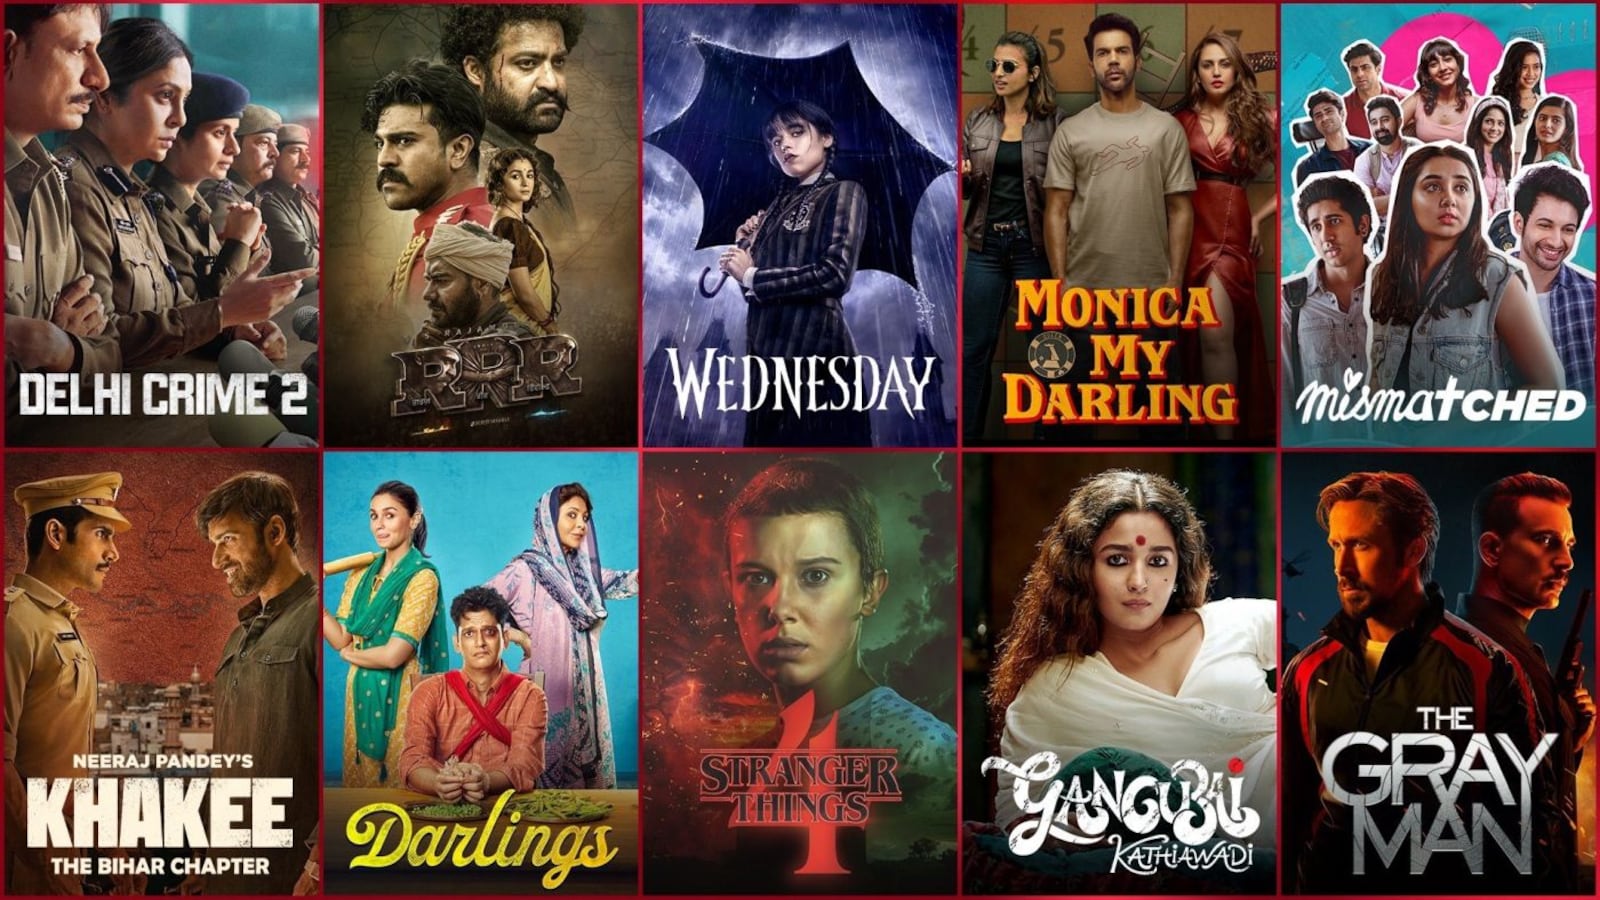 DELHI CRIME 2
RAJAMOULI'S
RRR
WEDNESDAY
MONICA
MY
DARLING
mismatCHED
NEERAJ PANDEY'S
KHAKEE
THE BIHAR CHAPTER
Darlings
STRANGER
THINGS
4
GANGUBAI
KATHIAWADI
THE
GRAY
MAN